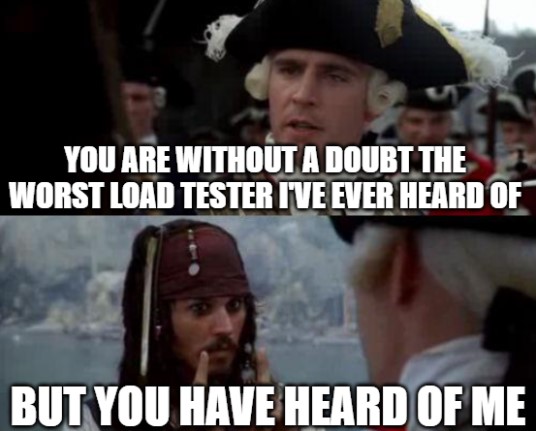 YOU ARE WITHOUT A DOUBT THE
WORST LOAD TESTER I'VE EVER HEARD OF
BUT YOU HAVE HEARD OF ME